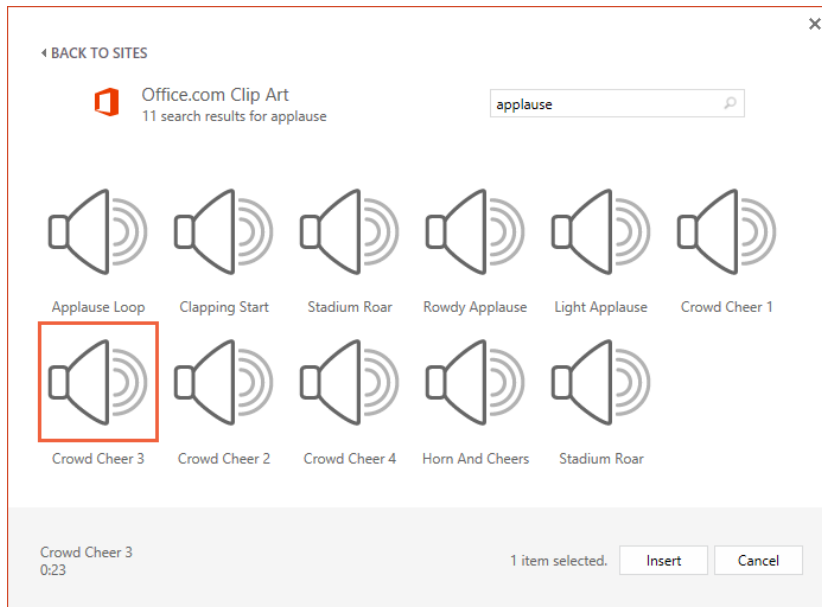 BACK TO SITES
Office.com Clip Art
11 search results for applause
applause
Applause Loop
Clapping Start
Stadium Roar
Rowdy Applause
Light Applause
Crowd Cheer 1
Crowd Cheer 3
Crowd Cheer 2
Crowd Cheer 4
Horn And Cheers
Stadium Roar
Crowd Cheer 3
0:23
1 item selected.
Insert
Cancel